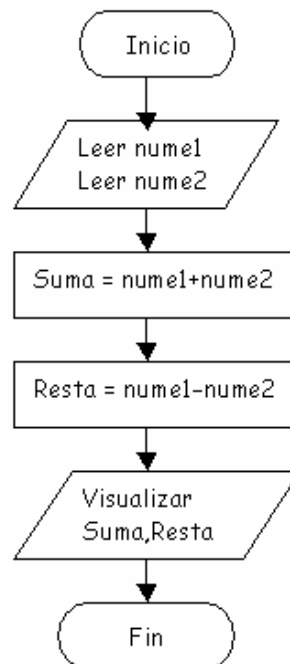 Inicio
Leer nume1
Leer nume2
Suma = nume1+nume2
Resta = nume1-nume2
Visualizar
Suma,Resta
Fin